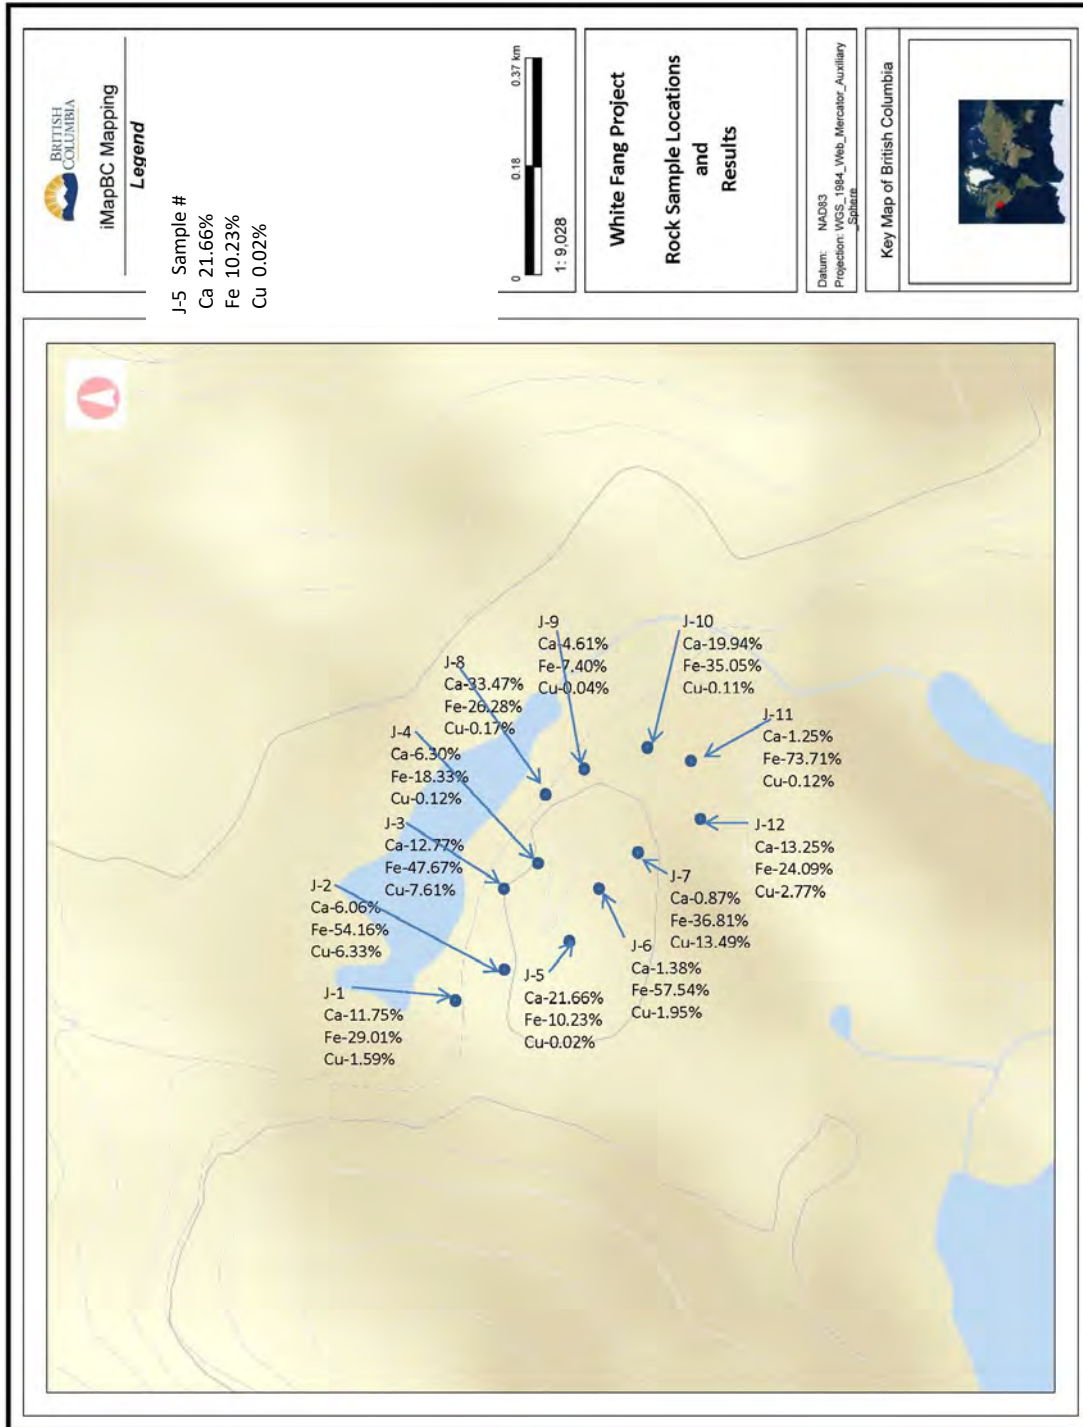 BRITISH
COLUMBIA
iMapBC Mapping
Legend
J-5 Sample #
Ca 21.66%
Fe 10.23%
Cu 0.02%
0 0.18 0.37 km
1: 9,028
White Fang Project
Rock Sample Locations
and
Results
Datum: NAD83
Projection: WGS_1984_Web_Mercator_Auxiliary
_Sphere
Key Map of British Columbia
J-9
Ca-4.61%
Fe-7.40%
Cu-0.04%
J-10
Ca-19.94%
Fe-35.05%
Cu-0.11%
J-8
Ca-33.47%
Fe-26.28%
Cu-0.17%
J-11
Ca-1.25%
Fe-73.71%
Cu-0.12%
J-4
Ca-6.30%
Fe-18.33%
Cu-0.12%
J-3
Ca-12.77%
Fe-47.67%
Cu-7.61%
J-12
Ca-13.25%
Fe-24.09%
Cu-2.77%
J-2
Ca-6.06%
Fe-54.16%
Cu-6.33%
J-7
Ca-0.87%
Fe-36.81%
Cu-13.49%
J-6
Ca-1.38%
Fe-57.54%
Cu-1.95%
J-5
Ca-21.66%
Fe-10.23%
Cu-0.02%
J-1
Ca-11.75%
Fe-29.01%
Cu-1.59%